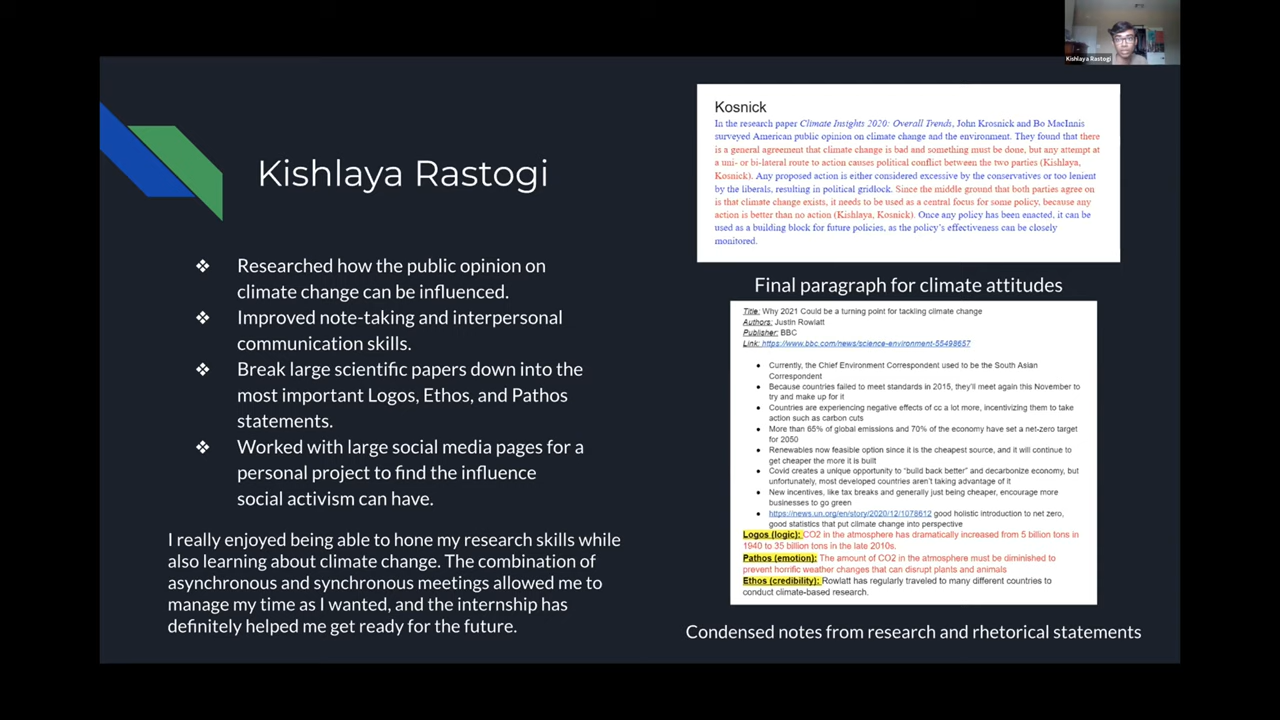 Kishlaya Rastogi
Kishlaya Rastogi
Researched how the public opinion on
climate change can be influenced.
Improved note-taking and interpersonal
communication skills.
Break large scientific papers down into the
most important Logos, Ethos, and Pathos
statements.
Worked with large social media pages for a
personal project to find the influence
social activism can have.
I really enjoyed being able to hone my research skills while
also learning about climate change. The combination of
asynchronous and synchronous meetings allowed me to
manage my time as I wanted, and the internship has
definitely helped me get ready for the future.
Kosnick
In the research paper Climate Insights 2020: Overall Trends, John Krosnick and Bo MacInnis
surveyed American public opinion on climate change and the environment. They found that there
is a general agreement that climate change is bad and something must be done, but any attempt at
a uni- or bi-lateral route to action causes political conflict between the two parties (Kishlaya,
Kosnick). Any proposed action is either considered excessive by the conservatives or too lenient
by the liberals, resulting in political gridlock. Since the middle ground that both parties agree on
is that climate change exists, it needs to be used as a central focus for some policy, because any
action is better than no action (Kishlaya, Kosnick). Once any policy has been enacted, it can be
used as a building block for future policies, as the policy's effectiveness can be closely
monitored.
Final paragraph for climate attitudes
Title: Why 2021 Could be a turning point for tackling climate change
Authors: Justin Rowlatt
Publisher: BBC
Link: https://www.bbc.com/news/science-environment-55498657
Currently, the Chief Environment Correspondent used to be the South Asian
Correspondent
Because countries failed to meet standards in 2015, they'll meet again this November to
try and make up for it
Countries are experiencing negative effects of cc a lot more, incentivizing them to take
action such as carbon cuts
More than 65% of global emissions and 70% of the economy have set a net-zero target
for 2050
Renewables now feasible option since it is the cheapest source, and it will continue to
get cheaper the more it is built
Covid creates a unique opportunity to "build back better" and decarbonize economy, but
unfortunately, most developed countries aren't taking advantage of it
New incentives, like tax breaks and generally just being cheaper, encourage more
businesses to go green
https://news.un.org/en/story/2020/12/1078612 good holistic introduction to net zero,
good statistics that put climate change into perspective
Logos (logic): CO2 in the atmosphere has dramatically increased from 5 billion tons in
1940 to 35 billion tons in the late 2010s.
Pathos (emotion): The amount of CO2 in the atmosphere must be diminished to
prevent horrific weather changes that can disrupt plants and animals
Ethos (credibility): Rowlatt has regularly traveled to many different countries to
conduct climate-based research.
Condensed notes from research and rhetorical statements